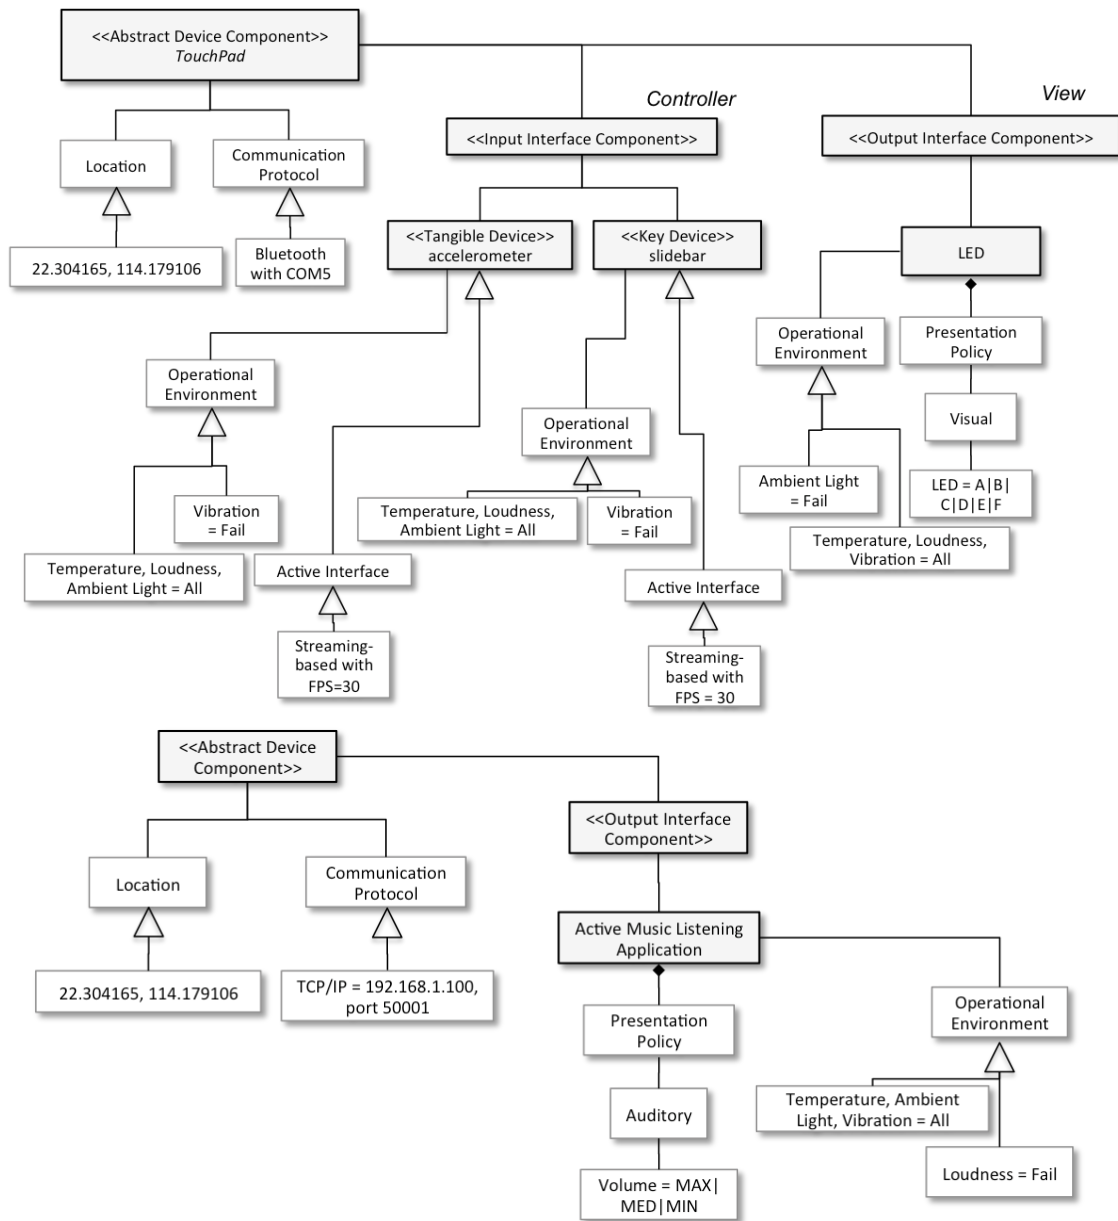 <<Abstract Device Component>>
TouchPad
Controller
View
<<Input Interface Component>>
<<Output Interface Component>>
Location
Communication
Protocol
22.304165, 114.179106
Bluetooth
with COM5
<<Tangible Device>>
accelerometer
<<Key Device>>
slidebar
LED
Operational
Environment
Vibration
= Fail
Temperature, Loudness,
Ambient Light = All
Active Interface
Streaming-
based with
FPS=30
Operational
Environment
Temperature, Loudness,
Ambient Light = All
Vibration
= Fail
Active Interface
Streaming-
based with
FPS = 30
Operational
Environment
Ambient Light
= Fail
Temperature, Loudness,
Vibration = All
Presentation
Policy
Visual
LED = A|B|
C|D|E|F
<<Abstract Device
Component>>
<<Output Interface
Component>>
Location
Communication
Protocol
22.304165, 114.179106
TCP/IP = 192.168.1.100,
port 50001
Active Music Listening
Application
Presentation
Policy
Auditory
Volume = MAX|
MED|MIN
Operational
Environment
Temperature, Ambient
Light, Vibration = All
Loudness = Fail